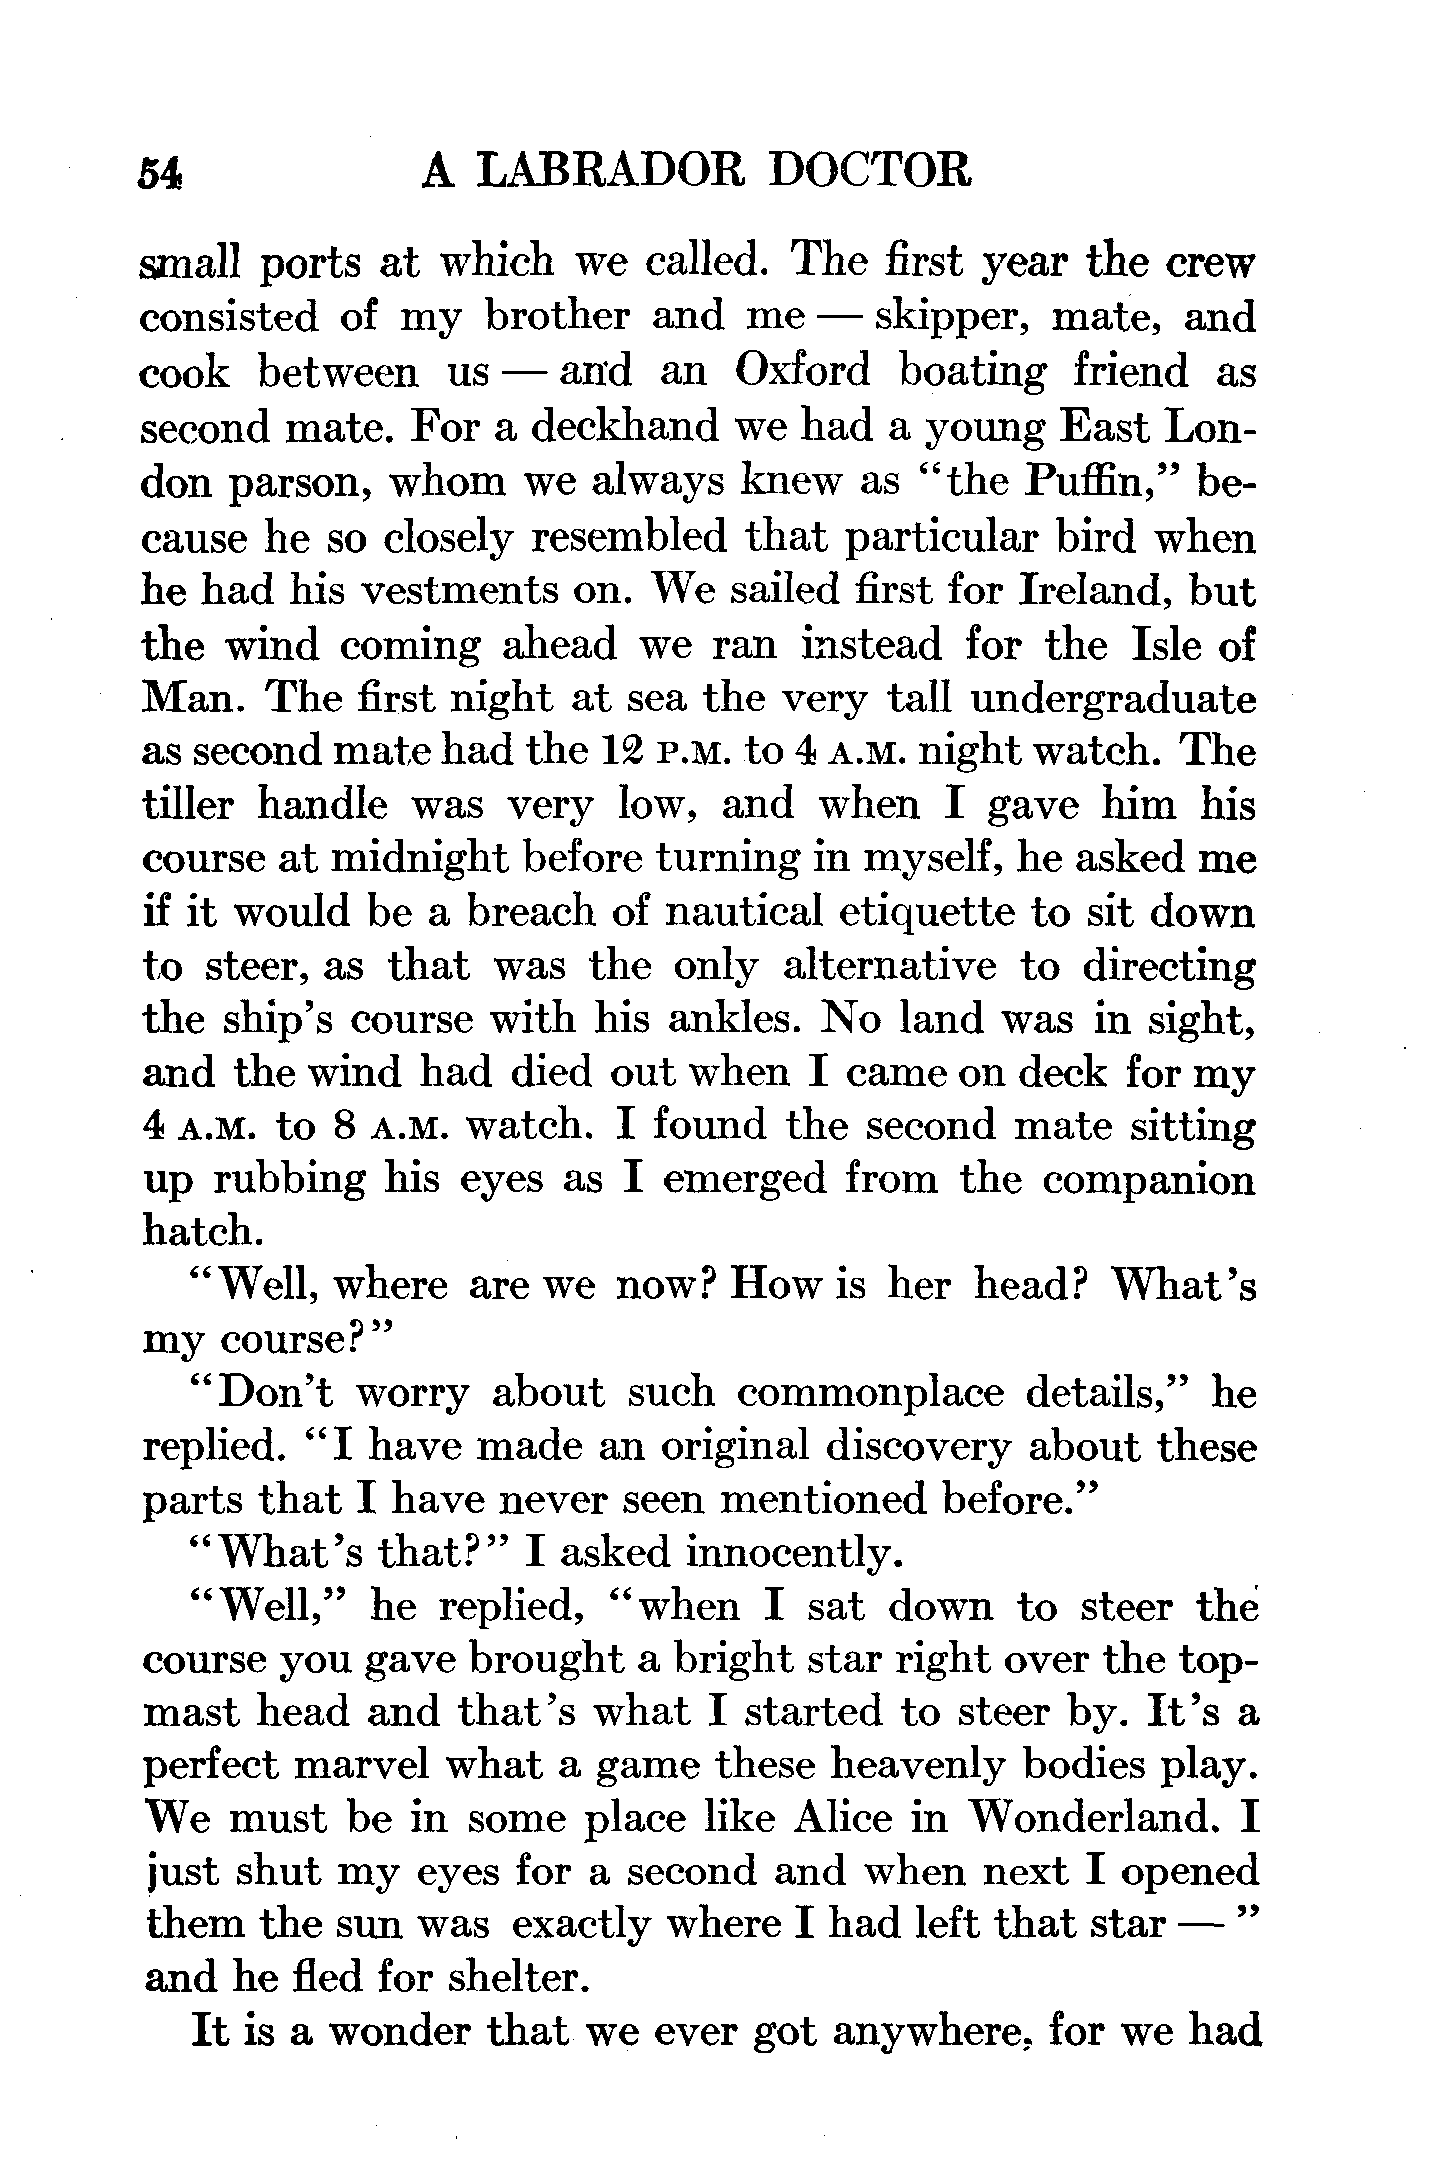 54 A LABRADOR DOCTOR
small ports at which we called. The first year the crew
consisted of my brother and me — skipper, mate, and
cook between us — and an Oxford boating friend as
second mate. For a deckhand we had a young East Lon-
don parson, whom we always knew as “the Puffin,” be-
cause he so closely resembled that particular bird when
he had his vestments on. We sailed first for Ireland, but
the wind coming ahead we ran instead for the Isle of
Man. The first night at sea the very tall undergraduate
as second mate had the 12 P.M. to 4 A.M. night watch. The
tiller handle was very low, and when I gave him his
course at midnight before turning in myself, he asked me
if it would be a breach of nautical etiquette to sit down
to steer, as that was the only alternative to directing
the ship’s course with his ankles. No land was in sight,
and the wind had died out when I came on deck for my
4 A.M. to 8 A.M. watch. I found the second mate sitting
up rubbing his eyes as I emerged from the companion
hatch.
“Well, where are we now? How is her head? What’s
my course?”
“Don’t worry about such commonplace details,” he
replied. “I have made an original discovery about these
parts that I have never seen mentioned before.”
“What’s that?” I asked innocently.
“Well,” he replied, “when I sat down to steer the
course you gave brought a bright star right over the top-
mast head and that’s what I started to steer by. It’s a
perfect marvel what a game these heavenly bodies play.
We must be in some place like Alice in Wonderland. I
just shut my eyes for a second and when next I opened
them the sun was exactly where I had left that star — ”
and he fled for shelter.
It is a wonder that we ever got anywhere, for we had